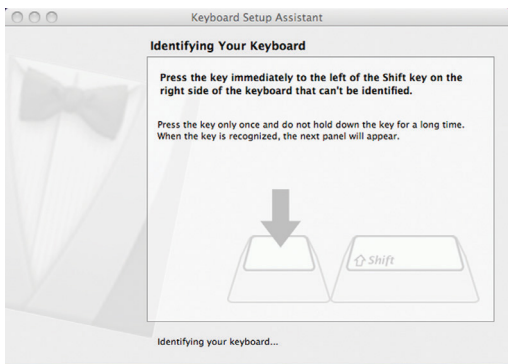 Keyboard Setup Assistant
Identifying Your Keyboard
Press the key immediately to the left of the Shift key on the
right side of the keyboard that can't be identified.
Press the key only once and do not hold down the key for a long time.
When the key is recognized, the next panel will appear.
Shift
Identifying your keyboard...